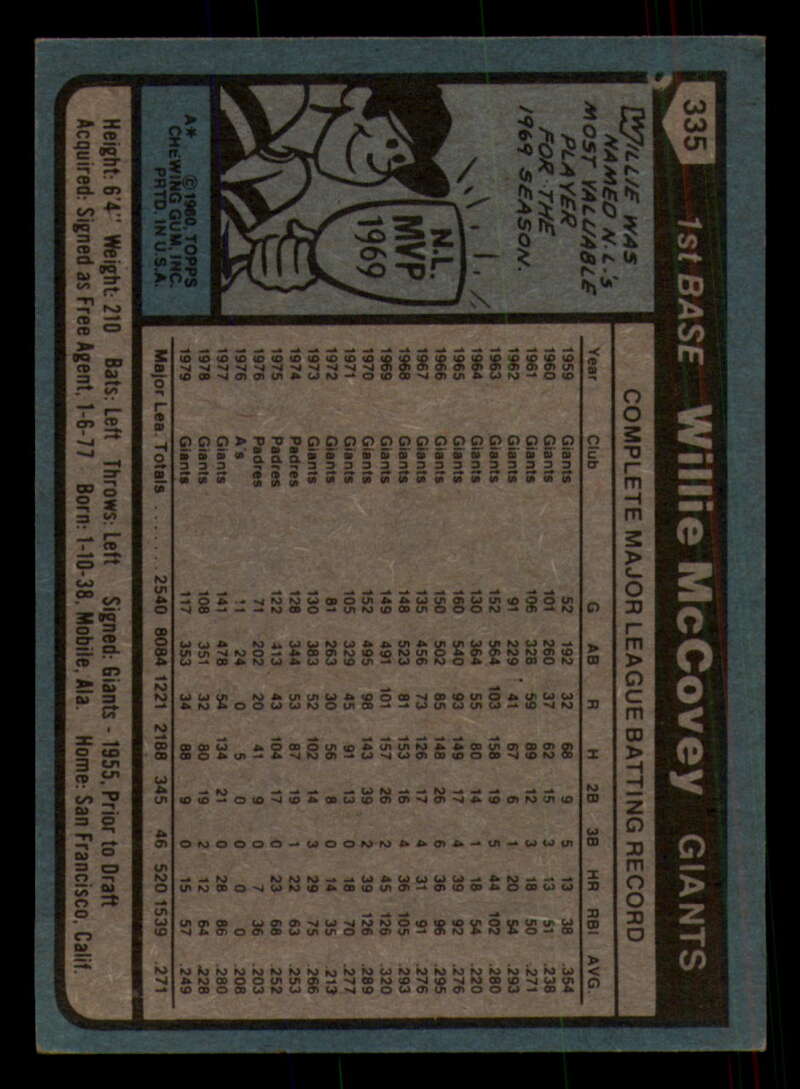 335 1st BASE Willie McCovey GIANTS
WILLIE WAS
NAMED N.L.'S
MOST VALUABLE
PLAYER
FOR THE
1969 SEASON.
N.L.
MVP
1969
A* © 1980, TOPPS
CHEWING GUM, INC.
PRTD. IN U.S.A.
COMPLETE MAJOR LEAGUE BATTING RECORD
Year Club G AB R H 2B 3B HR RBI AVG.
1959 Giants 52 192 32 68 9 5 13 38 .354
1960 Giants 101 260 37 62 15 3 13 51 .238
1961 Giants 106 328 59 89 12 3 18 50 .271
1962 Giants 91 229 41 67 6 1 20 54 .293
1963 Giants 152 564 103 158 19 5 44 102 .280
1964 Giants 130 364 55 80 14 1 18 54 .220
1965 Giants 160 540 93 149 17 4 39 92 .276
1966 Giants 150 502 85 148 26 6 36 96 .295
1967 Giants 135 456 73 126 17 4 31 91 .276
1968 Giants 148 523 81 153 16 4 36 105 .293
1969 Giants 149 491 101 157 26 2 45 126 .320
1970 Giants 152 495 98 143 39 2 39 126 .289
1971 Giants 105 329 45 91 13 0 18 70 .277
1972 Giants 81 263 30 56 8 0 14 35 .213
1973 Giants 130 383 52 102 14 3 29 75 .266
1974 Padres 128 344 53 87 19 1 22 63 .253
1975 Padres 122 413 43 104 17 0 23 68 .252
1976 Padres 71 202 20 41 9 0 7 36 .203
1976 A's 11 24 0 5 0 0 0 0 .208
1977 Giants 141 478 54 134 21 0 28 86 .280
1978 Giants 108 351 32 80 19 2 12 64 .228
1979 Giants 117 353 34 88 9 0 15 57 .249
Major Lea. Totals ....... 2540 8084 1221 2188 345 46 520 1539 .271
Height: 6'4" Weight: 210 Bats: Left Throws: Left Signed: Giants - 1955, Prior to Draft
Acquired: Signed as Free Agent, 1-6-77 Born: 1-10-38, Mobile, Ala. Home: San Francisco, Calif.